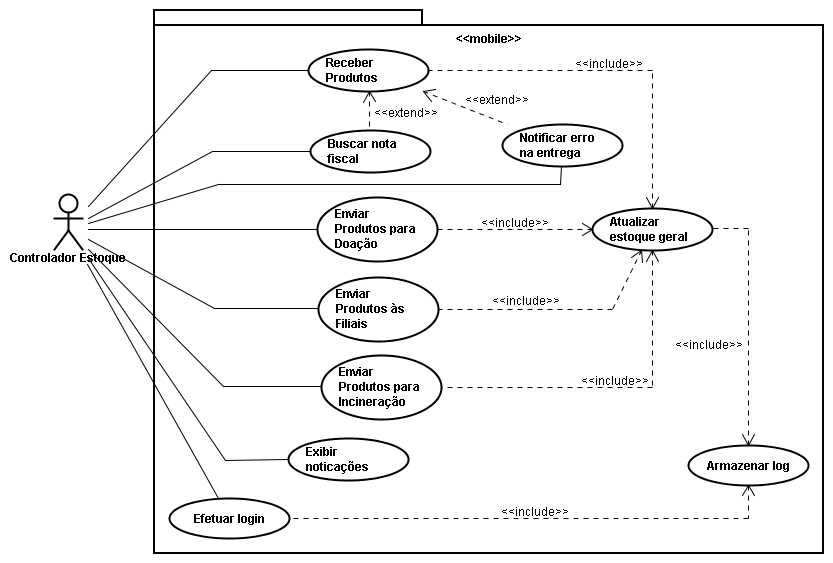 <<mobile>>
Receber
Produtos
<<include>>
<<extend>>
<<extend>>
Buscar nota
fiscal
Notificar erro
na entrega
Controlador Estoque
Enviar
Produtos para
Doação
<<include>>
Atualizar
estoque geral
Enviar
Produtos às
Filiais
<<include>>
<<include>>
Enviar
Produtos para
Incineração
<<include>>
Exibir
noticações
Armazenar log
Efetuar login
<<include>>